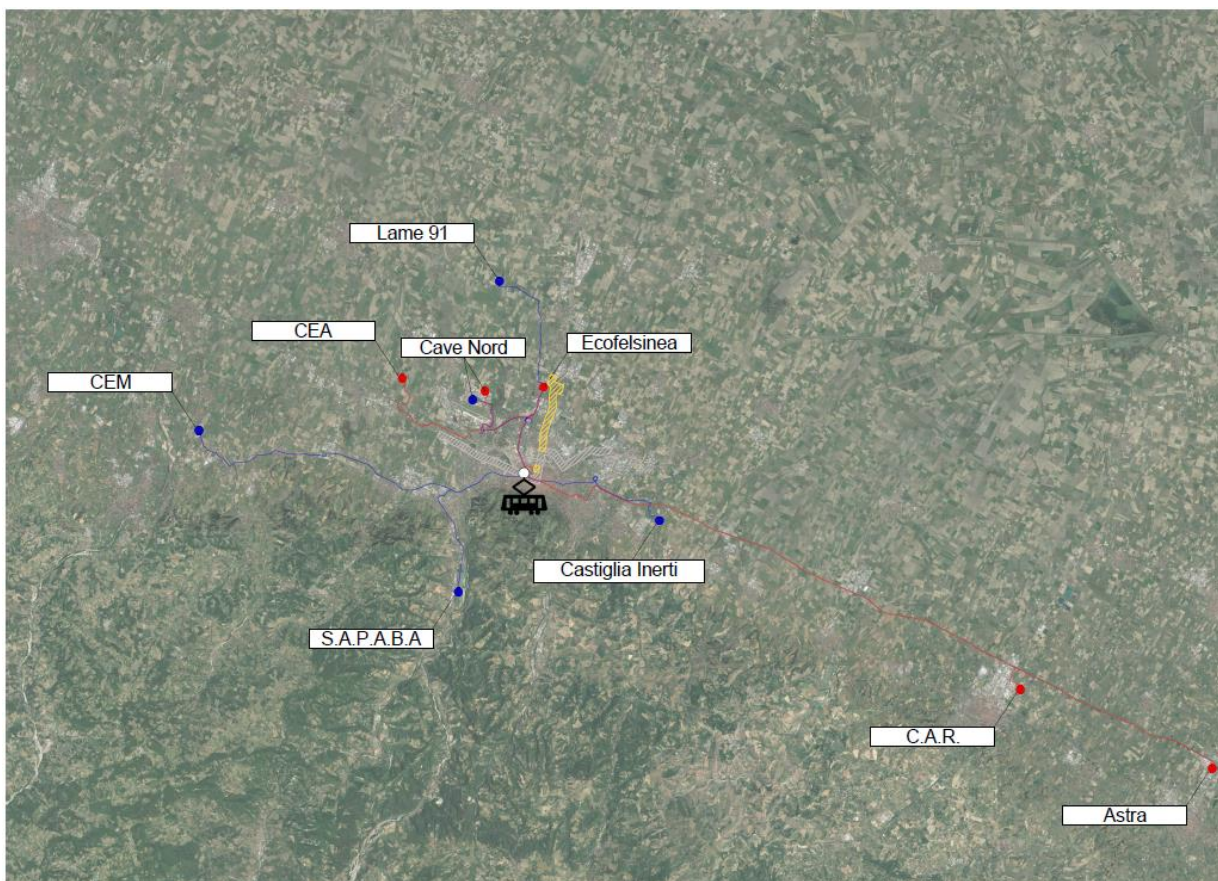 Lame 91
CEA
Cave Nord
Ecofelsinea
CEM
Castiglia Inerti
S.A.P.A.B.A
C.A.R.
Astra